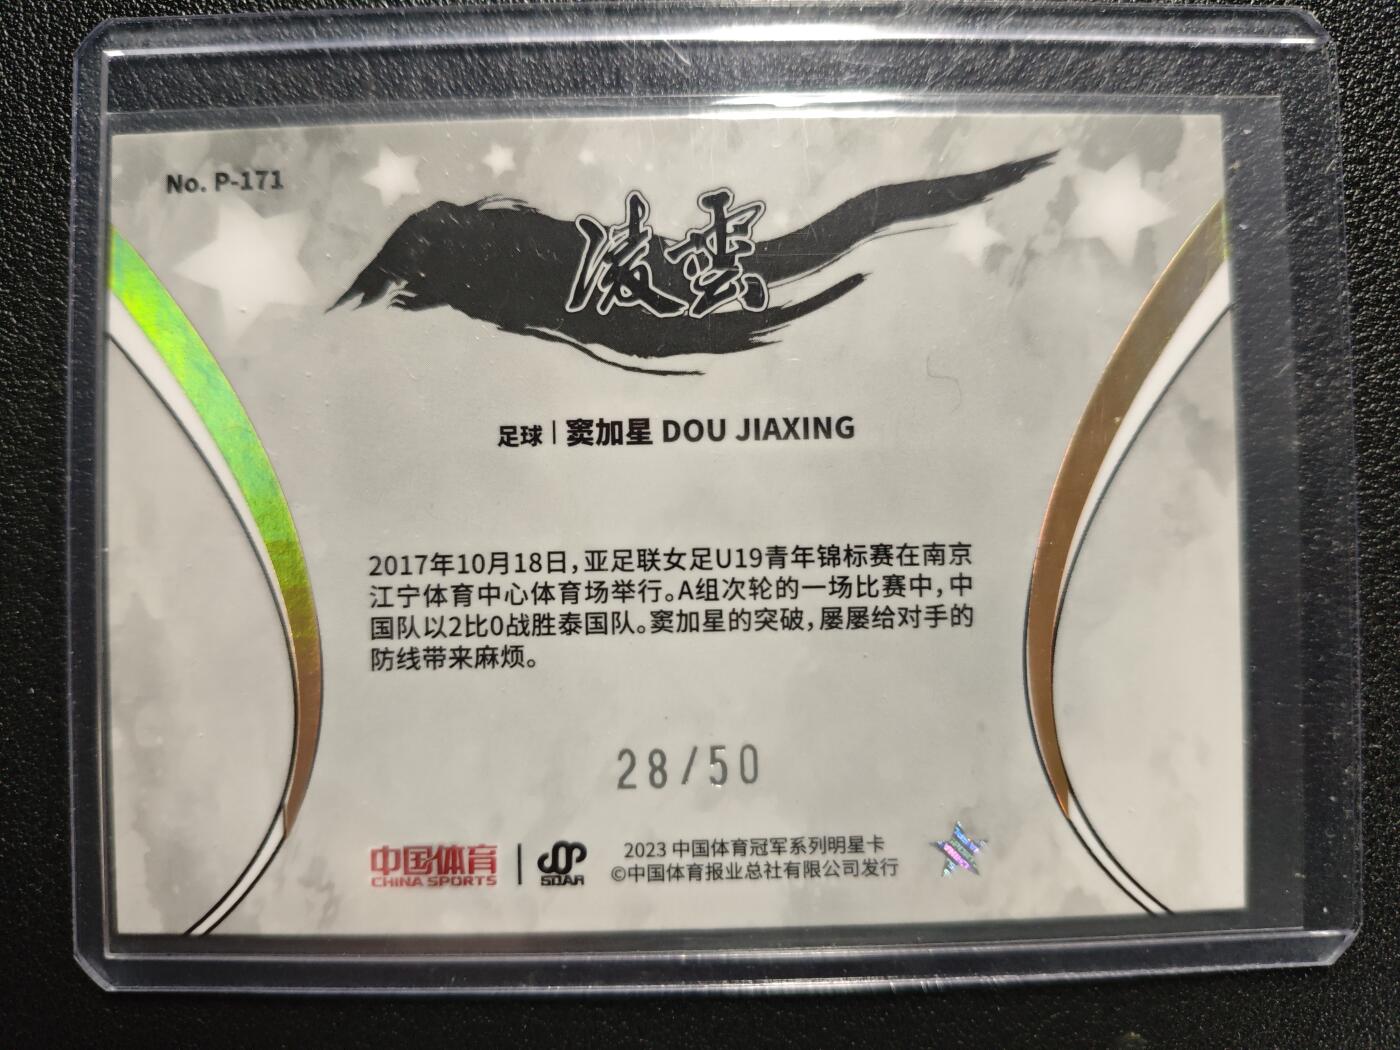 No. P-171
凌雲
足球 | 窦加星 DOU JIAXING
2017年10月18日,亚足联女足U19青年锦标赛在南京
江宁体育中心体育场举行。A组次轮的一场比赛中,中
国队以2比0战胜泰国队。窦加星的突破,屡屡给对手的
防线带来麻烦。
28/50
中国体育
CHINA SPORTS
SDAR
2023 中国体育冠军系列明星卡
©中国体育报业总社有限公司发行